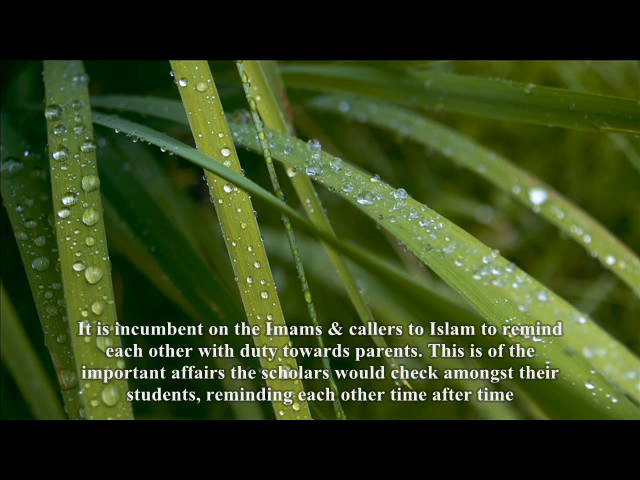 It is incumbent on the Imams & callers to Islam to remind
each other with duty towards parents. This is of the
important affairs the scholars would check amongst their
students, reminding each other time after time